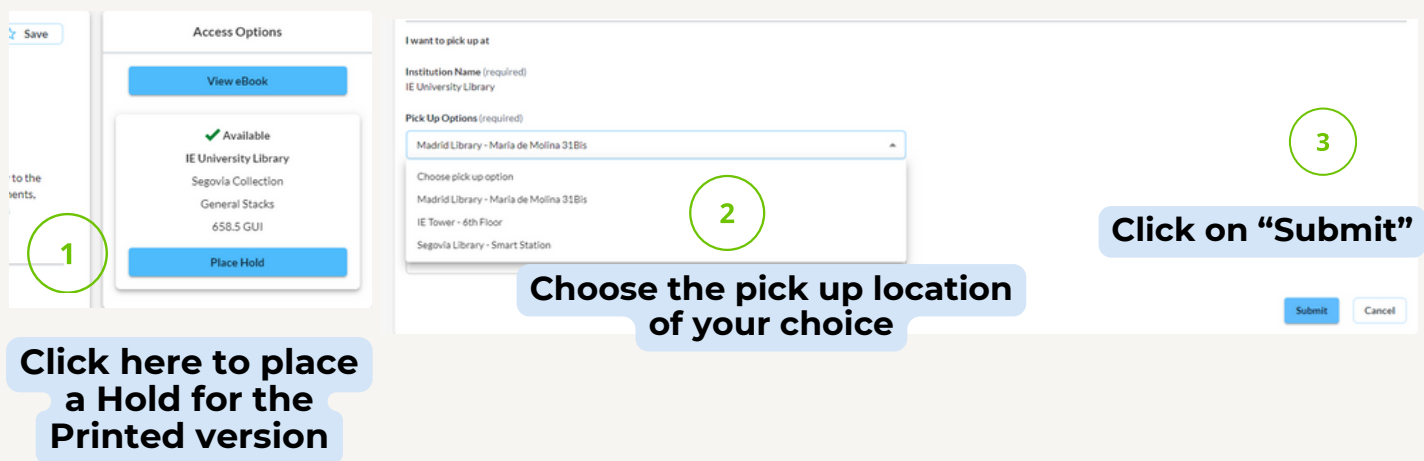 Save
to the
ments,
1
Click here to place
a Hold for the
Printed version
Access Options
View eBook
Available
IE University Library
Segovia Collection
General Stacks
658.5 GUI
Place Hold
I want to pick up at
Institution Name (required)
IE University Library
Pick Up Options (required)
Madrid Library - María de Molina 31Bis
Choose pick up option
Madrid Library - María de Molina 31Bis
IE Tower - 6th Floor
Segovia Library - Smart Station
2
Choose the pick up location
of your choice
3
Click on “Submit”
Submit Cancel